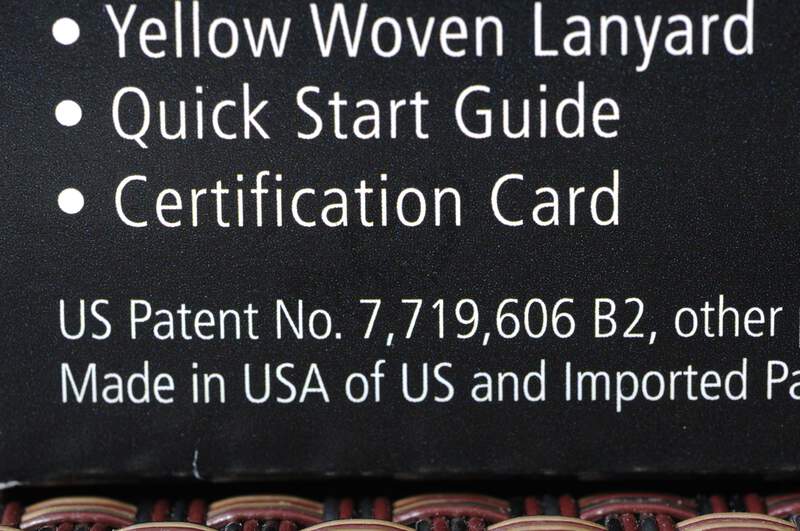 • Yellow Woven Lanyard
• Quick Start Guide
• Certification Card
US Patent No. 7,719,606 B2, other
Made in USA of US and Imported Pa